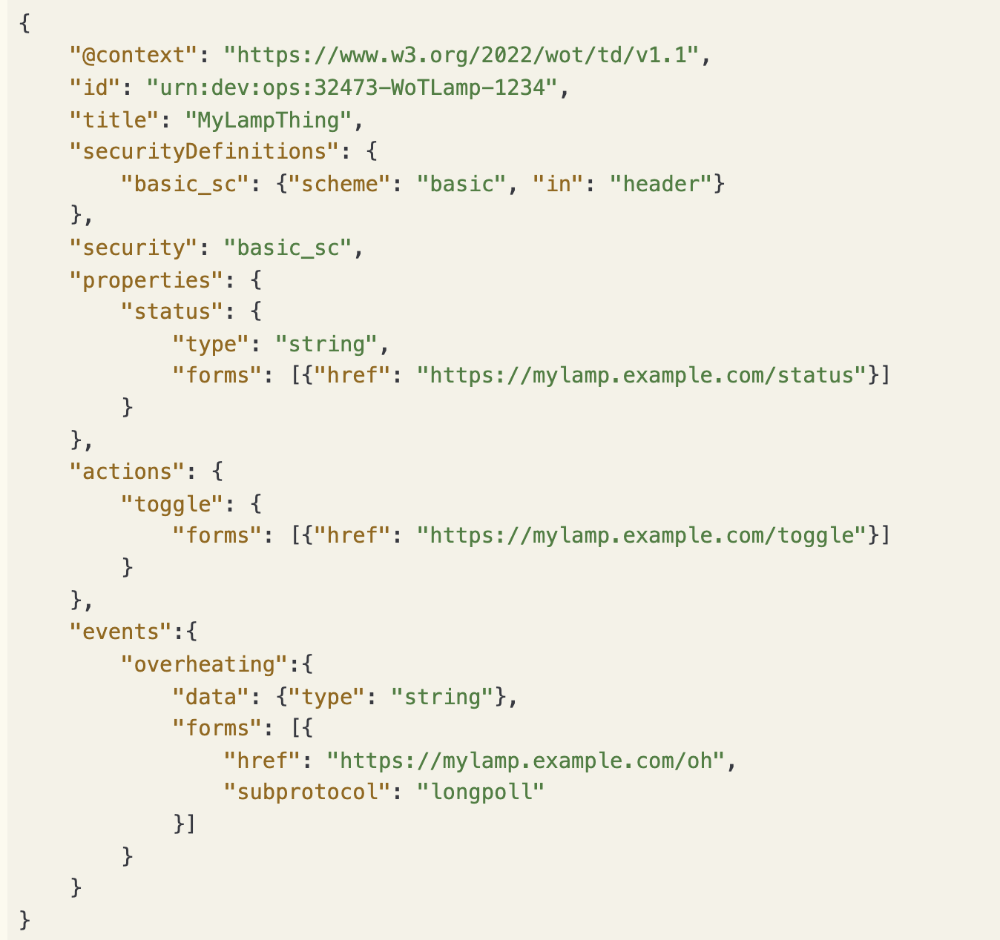 {
    "@context": "https://www.w3.org/2022/wot/td/v1.1",
    "id": "urn:dev:ops:32473-WoTLamp-1234",
    "title": "MyLampThing",
    "securityDefinitions": {
        "basic_sc": {"scheme": "basic", "in": "header"}
    },
    "security": "basic_sc",
    "properties": {
        "status": {
            "type": "string",
            "forms": [{"href": "https://mylamp.example.com/status"}]
        }
    },
    "actions": {
        "toggle": {
            "forms": [{"href": "https://mylamp.example.com/toggle"}]
        }
    },
    "events":{
        "overheating":{
            "data": {"type": "string"},
            "forms": [{
                "href": "https://mylamp.example.com/oh",
                "subprotocol": "longpoll"
            }]
        }
    }
}